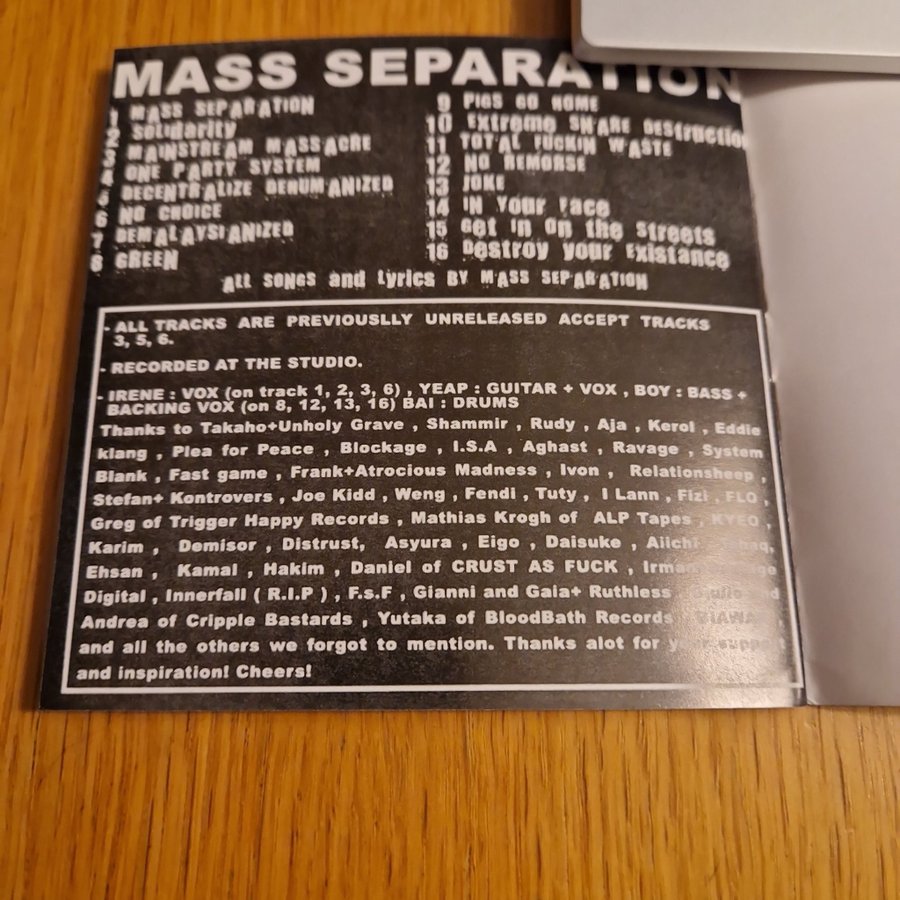 MASS SEPARATION
1 MASS SEPARATION
2 Solidarity
3 MAINSTREAM MASSACRE
4 ONE PARTY SYSTEM
5 DECENTRALIZE DEHUMANIZED
6 NO CHOICE
7 DEMALAYSIANIZED
8 GREEN
9 PIGS GO HOME
10 Extreme SNARE DEStruction
11 TOTAL FUCKIN WASTE
12 NO REMORSE
13 JOKE
14 IN Your Face
15 Get in on the Streets
16 Destroy your Existance
ALL SONGS and Lyrics BY MASS SEPARATION
- ALL TRACKS ARE PREVIOUSLLY UNRELEASED ACCEPT TRACKS
3, 5, 6.
- RECORDED AT THE STUDIO.
- IRENE : VOX (on track 1, 2, 3, 6) , YEAP : GUITAR + VOX , BOY : BASS +
BACKING VOX (on 8, 12, 13, 16) BAI : DRUMS
Thanks to Takaho+Unholy Grave , Shammir , Rudy , Aja , Kerol , Eddie
klang , Plea for Peace , Blockage , I.S.A , Aghast , Ravage , System
Blank , Fast game , Frank+Atrocious Madness , Ivon , Relationsheep ,
Stefan+ Kontrovers , Joe Kidd , Weng , Fendi , Tuty , I Lann , Fizi , FLO ,
Greg of Trigger Happy Records , Mathias Krogh of ALP Tapes , KYEO ,
Karim , Demisor , Distrust, Asyura , Eigo , Daisuke , Aiichi
Ehsan , Kamal , Hakim , Daniel of CRUST AS FUCK , Irman
Digital , Innerfall ( R.I.P ) , F.s.F , Gianni and Gaia+ Ruthless ,
Andrea of Cripple Bastards , Yutaka of BloodBath Records
and all the others we forgot to mention. Thanks alot for your support
and inspiration! Cheers!